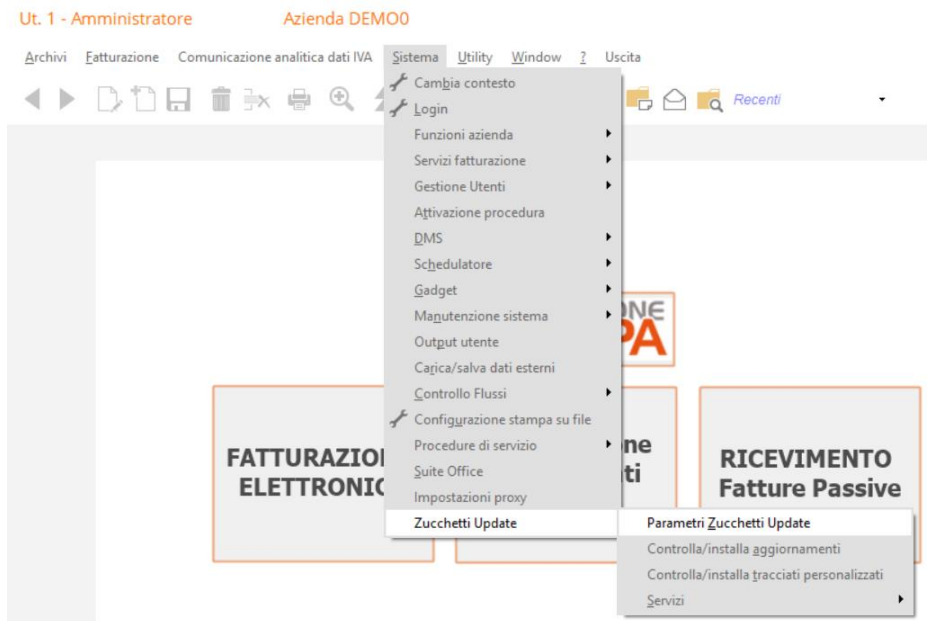 Ut. 1 - Amministratore Azienda DEMO0
Archivi Fatturazione Comunicazione analitica dati IVA Sistema Utility Window ? Uscita
Recenti
Cambia contesto
Login
Funzioni azienda
Servizi fatturazione
Gestione Utenti
Attivazione procedura
DMS
Schedulatore
Gadget
Manutenzione sistema
Output utente
Carica/salva dati esterni
Controllo Flussi
Configurazione stampa su file
Procedure di servizio
Suite Office
Impostazioni proxy
Zucchetti Update
Parametri Zucchetti Update
Controlla/installa aggiornamenti
Controlla/installa tracciati personalizzati
Servizi
ONE
PA
FATTURAZIO
ELETTRONIC
ne
ti
RICEVIMENTO
Fatture Passive